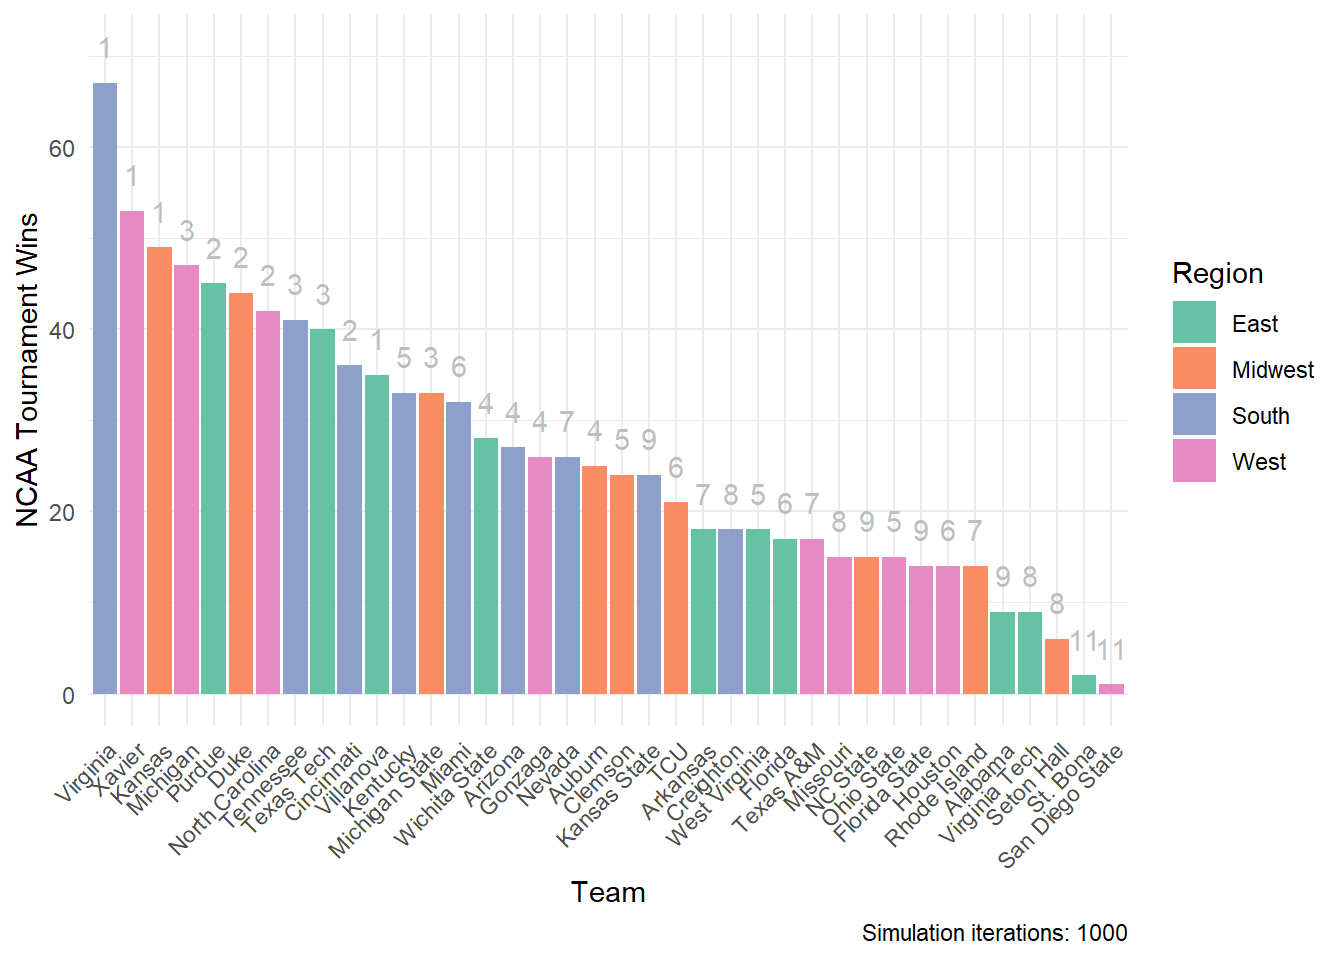 NCAA Tournament Wins
60
40
20
0
1
1
1
3
2
2
2
3
3
2
1
5
3
6
4
4
4
7
4
5
9
6
7
8
5
6
7
8
9
5
9
6
7
9
8
8
11
11
Virginia
Xavier
Kansas
Michigan
Purdue
Duke
North Carolina
Tennessee
Texas Tech
Cincinnati
Villanova
Kentucky
Michigan State
Miami
Wichita State
Arizona
Gonzaga
Nevada
Auburn
Clemson
Kansas State
TCU
Arkansas
Creighton
West Virginia
Florida
Texas A&M
Missouri
NC State
Ohio State
Florida State
Houston
Rhode Island
Alabama
Virginia Tech
Seton Hall
St. Bona
San Diego State
Team
Region
East
Midwest
South
West
Simulation iterations: 1000